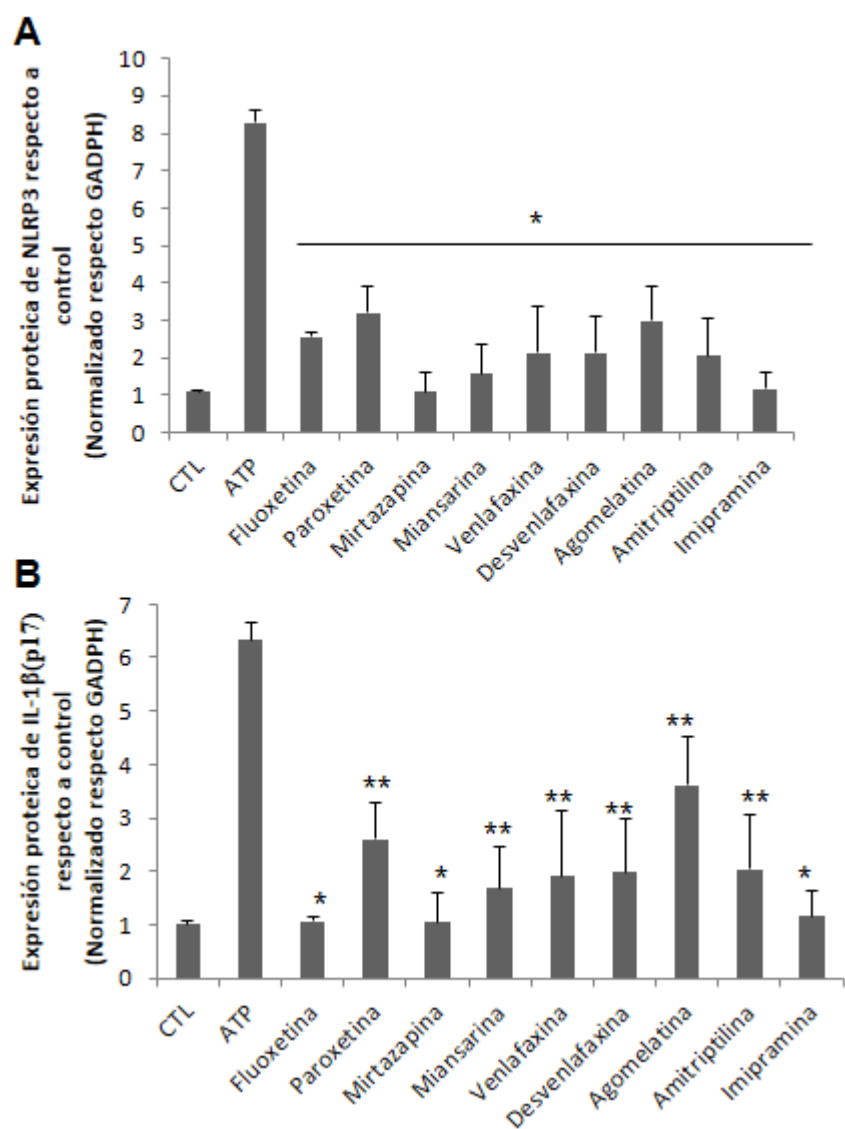 A
Expresión proteica de NLRP3 respecto a
control
(Normalizado respecto GADPH)
10
9
8
7
6
5
4
3
2
1
0
*
CTL
ATP
Fluoxetina
Paroxetina
Mirtazapina
Miansarina
Venlafaxina
Desvenlafaxina
Agomelatina
Amitriptilina
Imipramina
B
Expresión proteica de IL-1β(p17)
respecto a control
(Normalizado respecto GADPH)
7
6
5
4
3
2
1
0
*
**
*
**
**
**
**
**
*
CTL
ATP
Fluoxetina
Paroxetina
Mirtazapina
Miansarina
Venlafaxina
Desvenlafaxina
Agomelatina
Amitriptilina
Imipramina